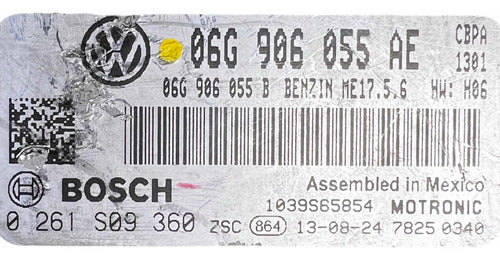 06G 906 055 AE CBPA
1301
06G 906 055 B BENZIN ME17.5.6 HW: H06
BOSCH
Assembled in Mexico
1039S65854 MOTRONIC
0 261 S09 360 ZSC 864 13-08-24 7825 0340